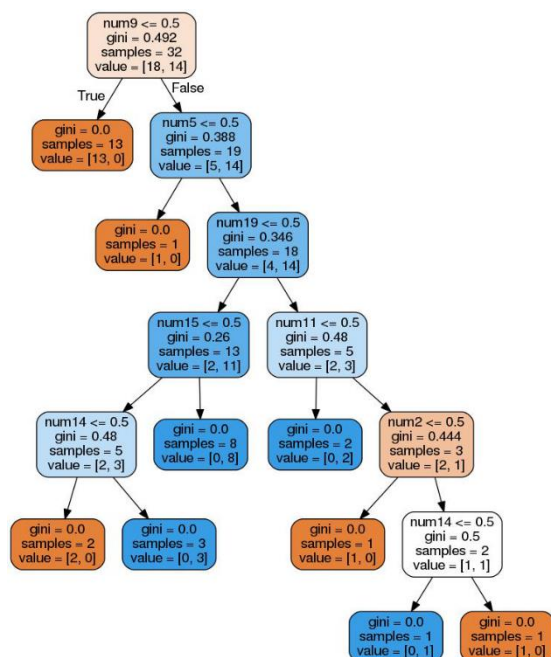 num9 <= 0.5
gini = 0.492
samples = 32
value = [18, 14]
True
False
gini = 0.0
samples = 13
value = [13, 0]
num5 <= 0.5
gini = 0.388
samples = 19
value = [5, 14]
gini = 0.0
samples = 1
value = [1, 0]
num19 <= 0.5
gini = 0.346
samples = 18
value = [4, 14]
num15 <= 0.5
gini = 0.26
samples = 13
value = [2, 11]
num11 <= 0.5
gini = 0.48
samples = 5
value = [2, 3]
num14 <= 0.5
gini = 0.48
samples = 5
value = [2, 3]
gini = 0.0
samples = 8
value = [0, 8]
gini = 0.0
samples = 2
value = [0, 2]
num2 <= 0.5
gini = 0.444
samples = 3
value = [2, 1]
gini = 0.0
samples = 2
value = [2, 0]
gini = 0.0
samples = 3
value = [0, 3]
gini = 0.0
samples = 1
value = [1, 0]
num14 <= 0.5
gini = 0.5
samples = 2
value = [1, 1]
gini = 0.0
samples = 1
value = [0, 1]
gini = 0.0
samples = 1
value = [1, 0]